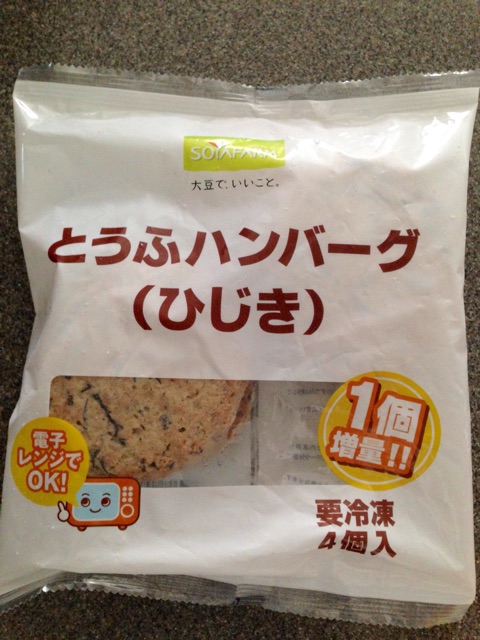 SOYAFARM
大豆で、いいこと。
とうふハンバーグ
(ひじき)
1個
増量!!
電子
レンジで
OK!
要冷凍
4個入